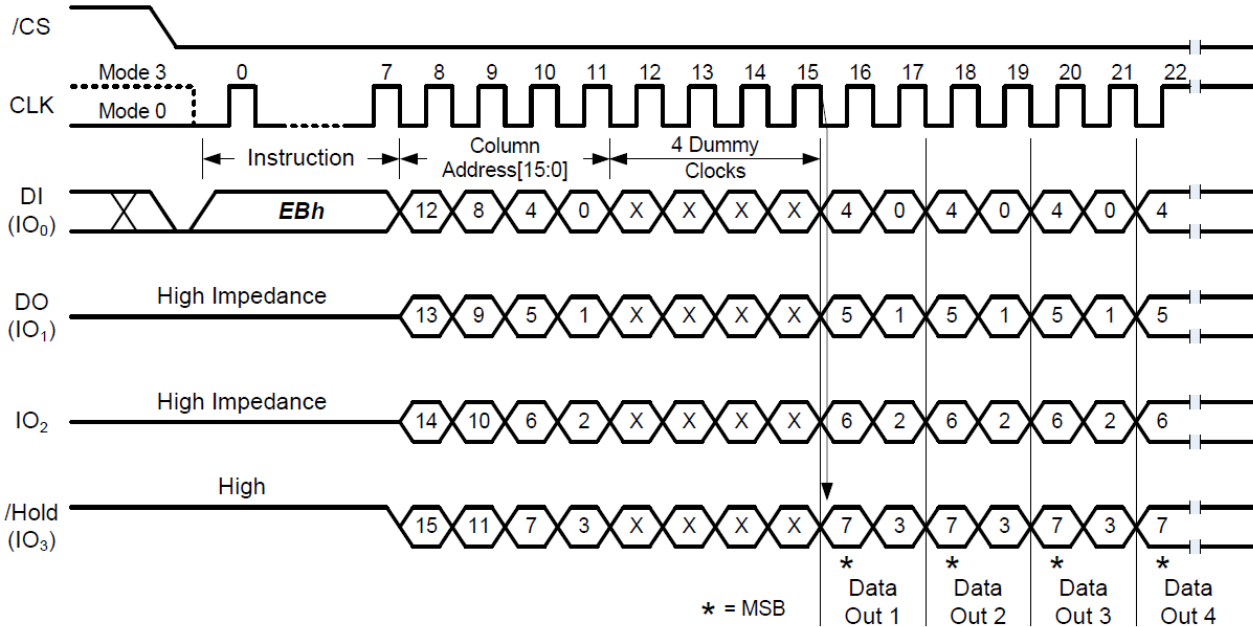 /CS
Mode 3 0 7 8 9 10 11 12 13 14 15 16 17 18 19 20 21 22
CLK
Mode 0
Instruction
Column
Address[15:0]
4 Dummy
Clocks
DI
(IO0)
EBh 12 8 4 0 X X X X 4 0 4 0 4 0 4
DO
(IO1)
High Impedance
13 9 5 1 X X X X 5 1 5 1 5 1 5
IO2
High Impedance
14 10 6 2 X X X X 6 2 6 2 6 2 6
/Hold
(IO3)
High
15 11 7 3 X X X X 7 3 7 3 7 3 7
* * * *
* = MSB
Data
Out 1
Data
Out 2
Data
Out 3
Data
Out 4